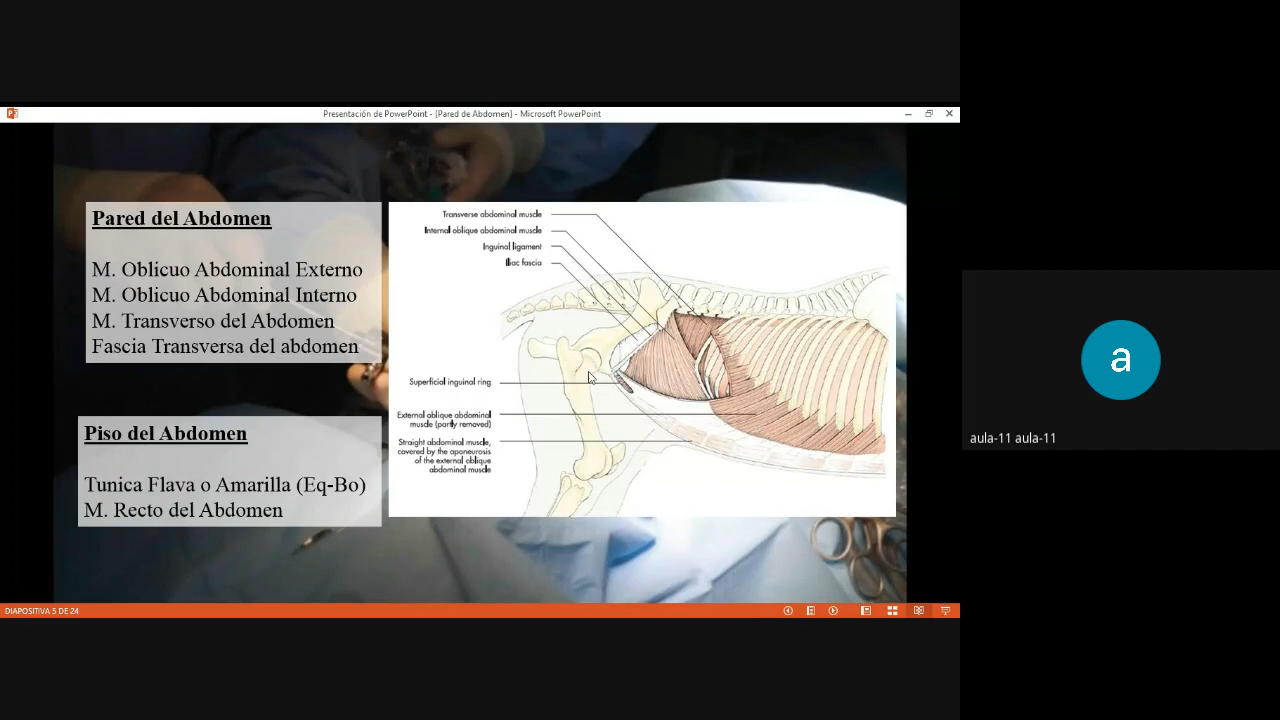 Presentación de PowerPoint - [Pared de Abdomen] - Microsoft PowerPoint
Pared del Abdomen
M. Oblicuo Abdominal Externo
M. Oblicuo Abdominal Interno
M. Transverso del Abdomen
Fascia Transversa del abdomen
Piso del Abdomen
Tunica Flava o Amarilla (Eq-Bo)
M. Recto del Abdomen
Transverse abdominal muscle
Internal oblique abdominal muscle
Inguinal ligament
Iliac fascia
Superficial inguinal ring
External oblique abdominal
muscle (partly removed)
Straight abdominal muscle,
covered by the aponeurosis
of the external oblique
abdominal muscle
DIAPOSITIVA 5 DE 24
a
aula-11 aula-11